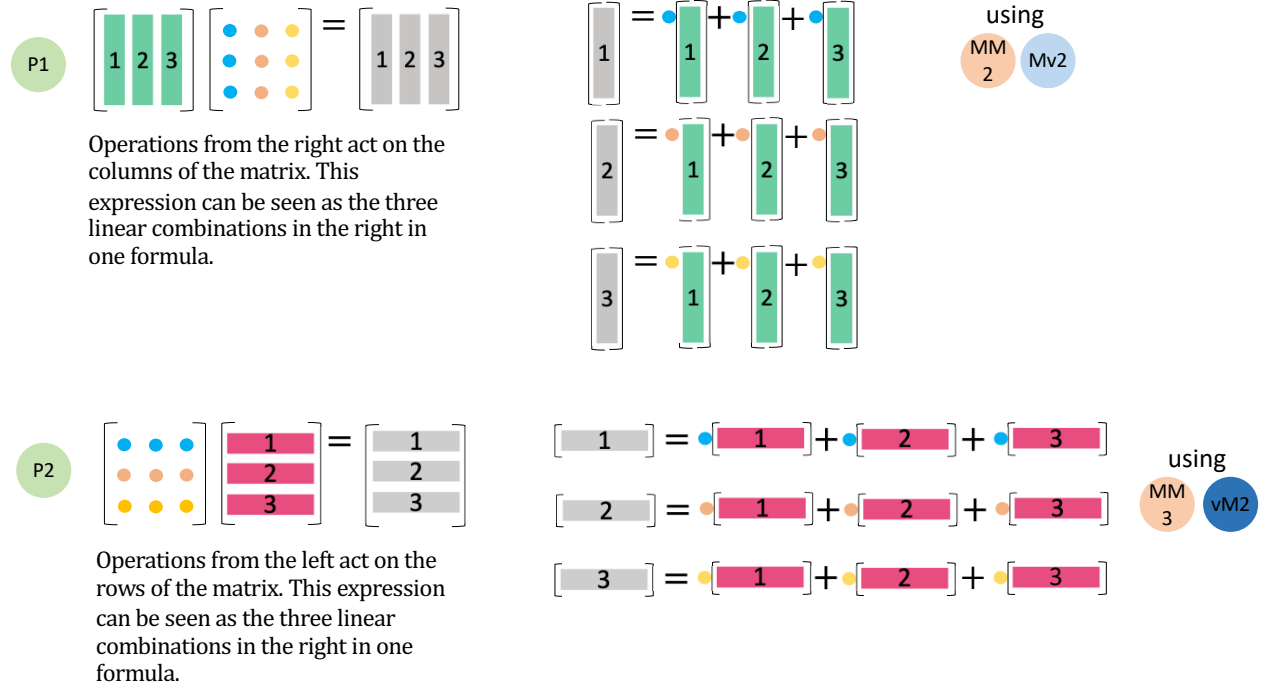 P1
1 2 3 = 1 2 3
Operations from the right act on the
columns of the matrix. This
expression can be seen as the three
linear combinations in the right in
one formula.
1 = 1 + 2 + 3
2 = 1 + 2 + 3
3 = 1 + 2 + 3
using
MM
2
Mv2
P2
1 = 1
2 2
3 3
Operations from the left act on the
rows of the matrix. This expression
can be seen as the three linear
combinations in the right in one
formula.
1 = 1 + 2 + 3
2 = 1 + 2 + 3
3 = 1 + 2 + 3
using
MM
3
vM2